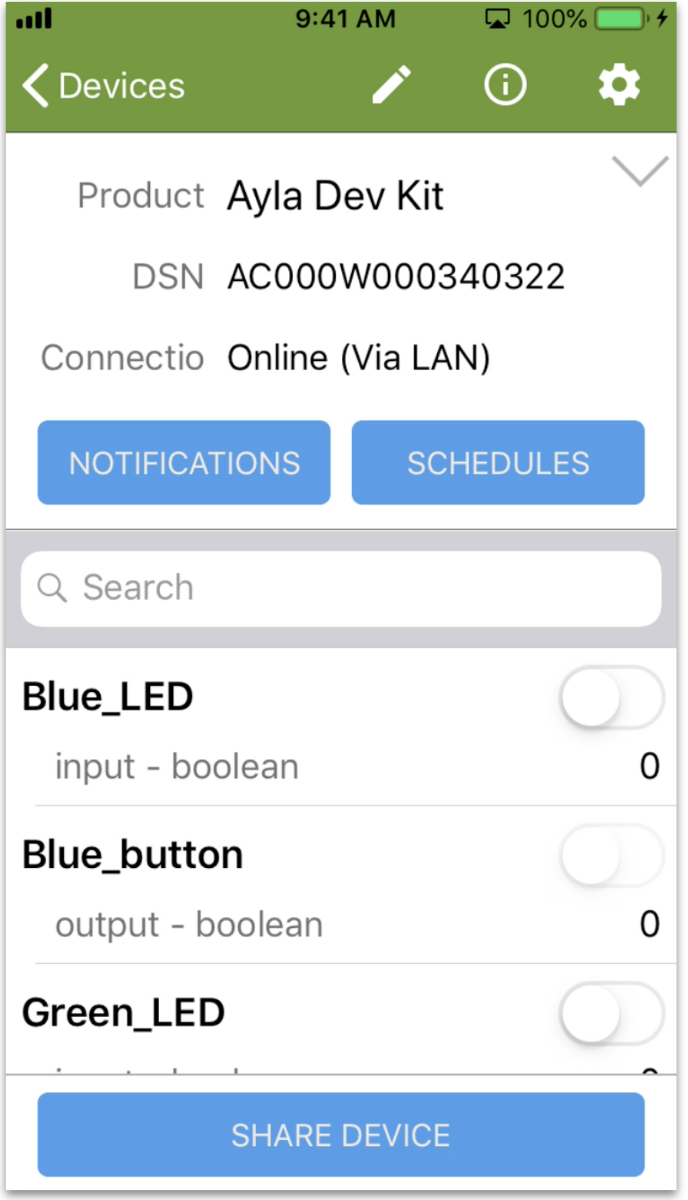 9:41 AM 100%
Devices
Product Ayla Dev Kit
DSN AC000W000340322
Connectio Online (Via LAN)
NOTIFICATIONS SCHEDULES
Search
Blue_LED
input - boolean 0
Blue_button
output - boolean 0
Green_LED
SHARE DEVICE